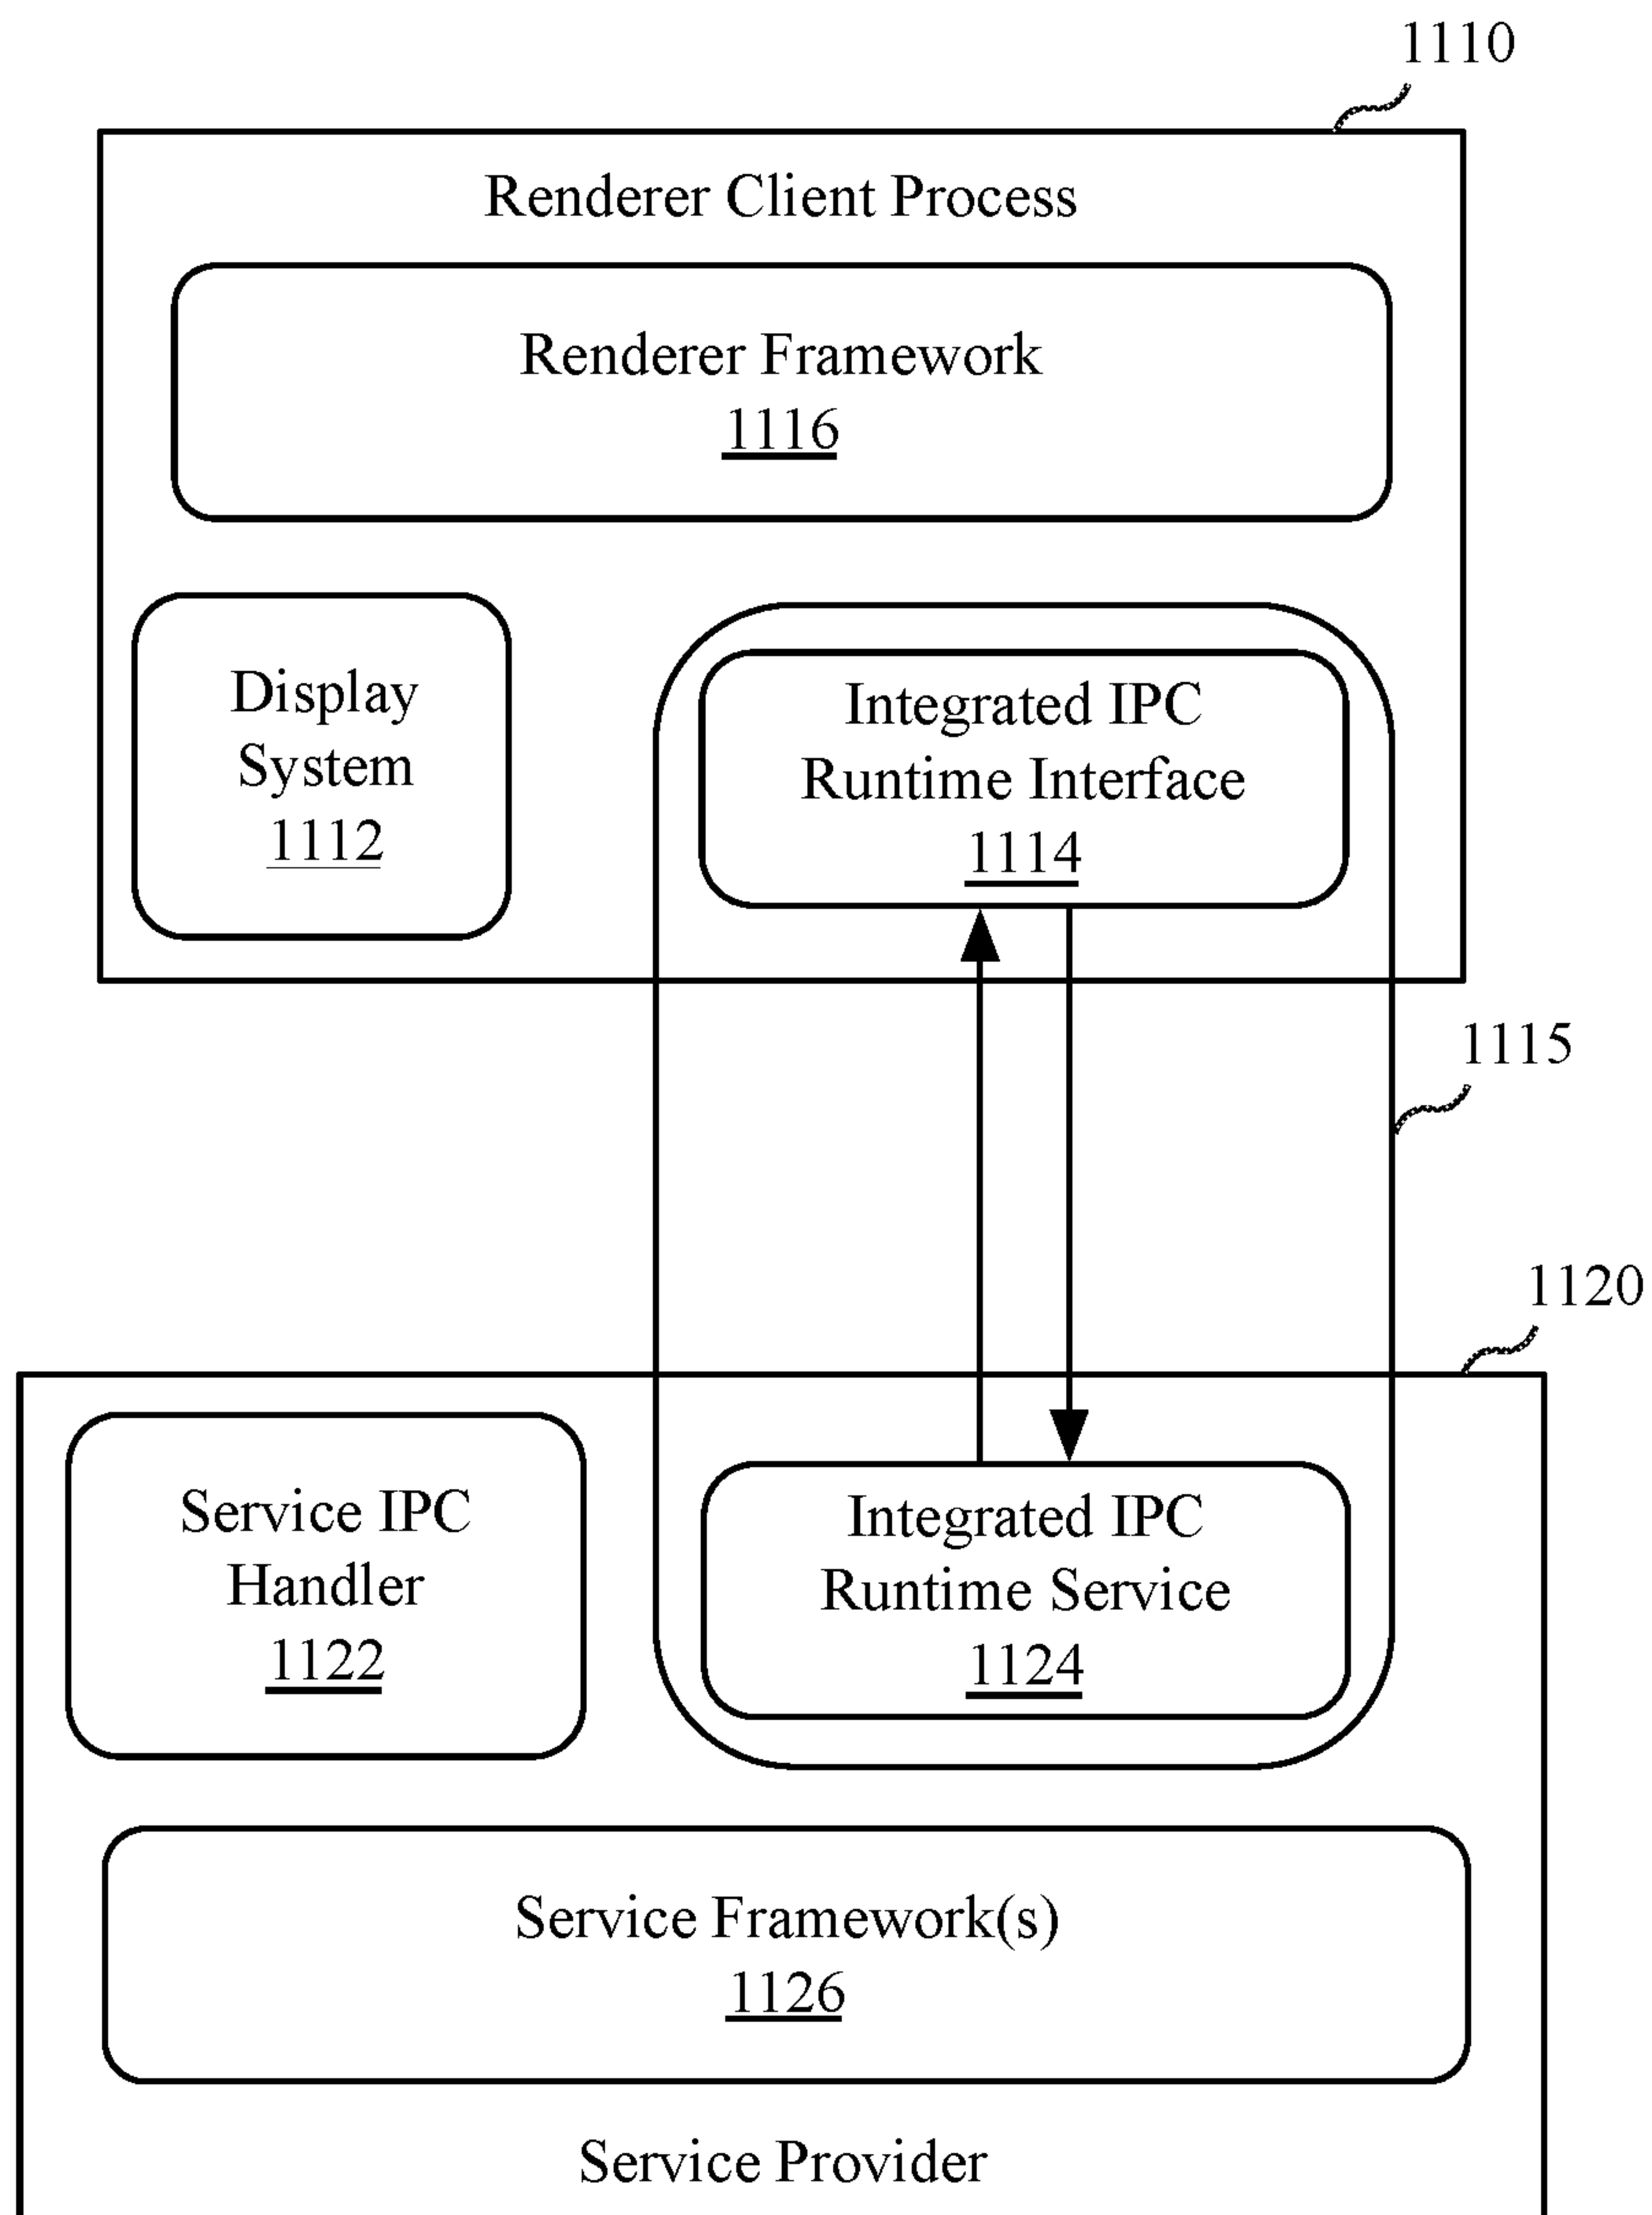 1110
Renderer Client Process
Renderer Framework
1116
Display
System
1112
Integrated IPC
Runtime Interface
1114
1115
1120
Service IPC
Handler
1122
Integrated IPC
Runtime Service
1124
Service Framework(s)
1126
Service Provider